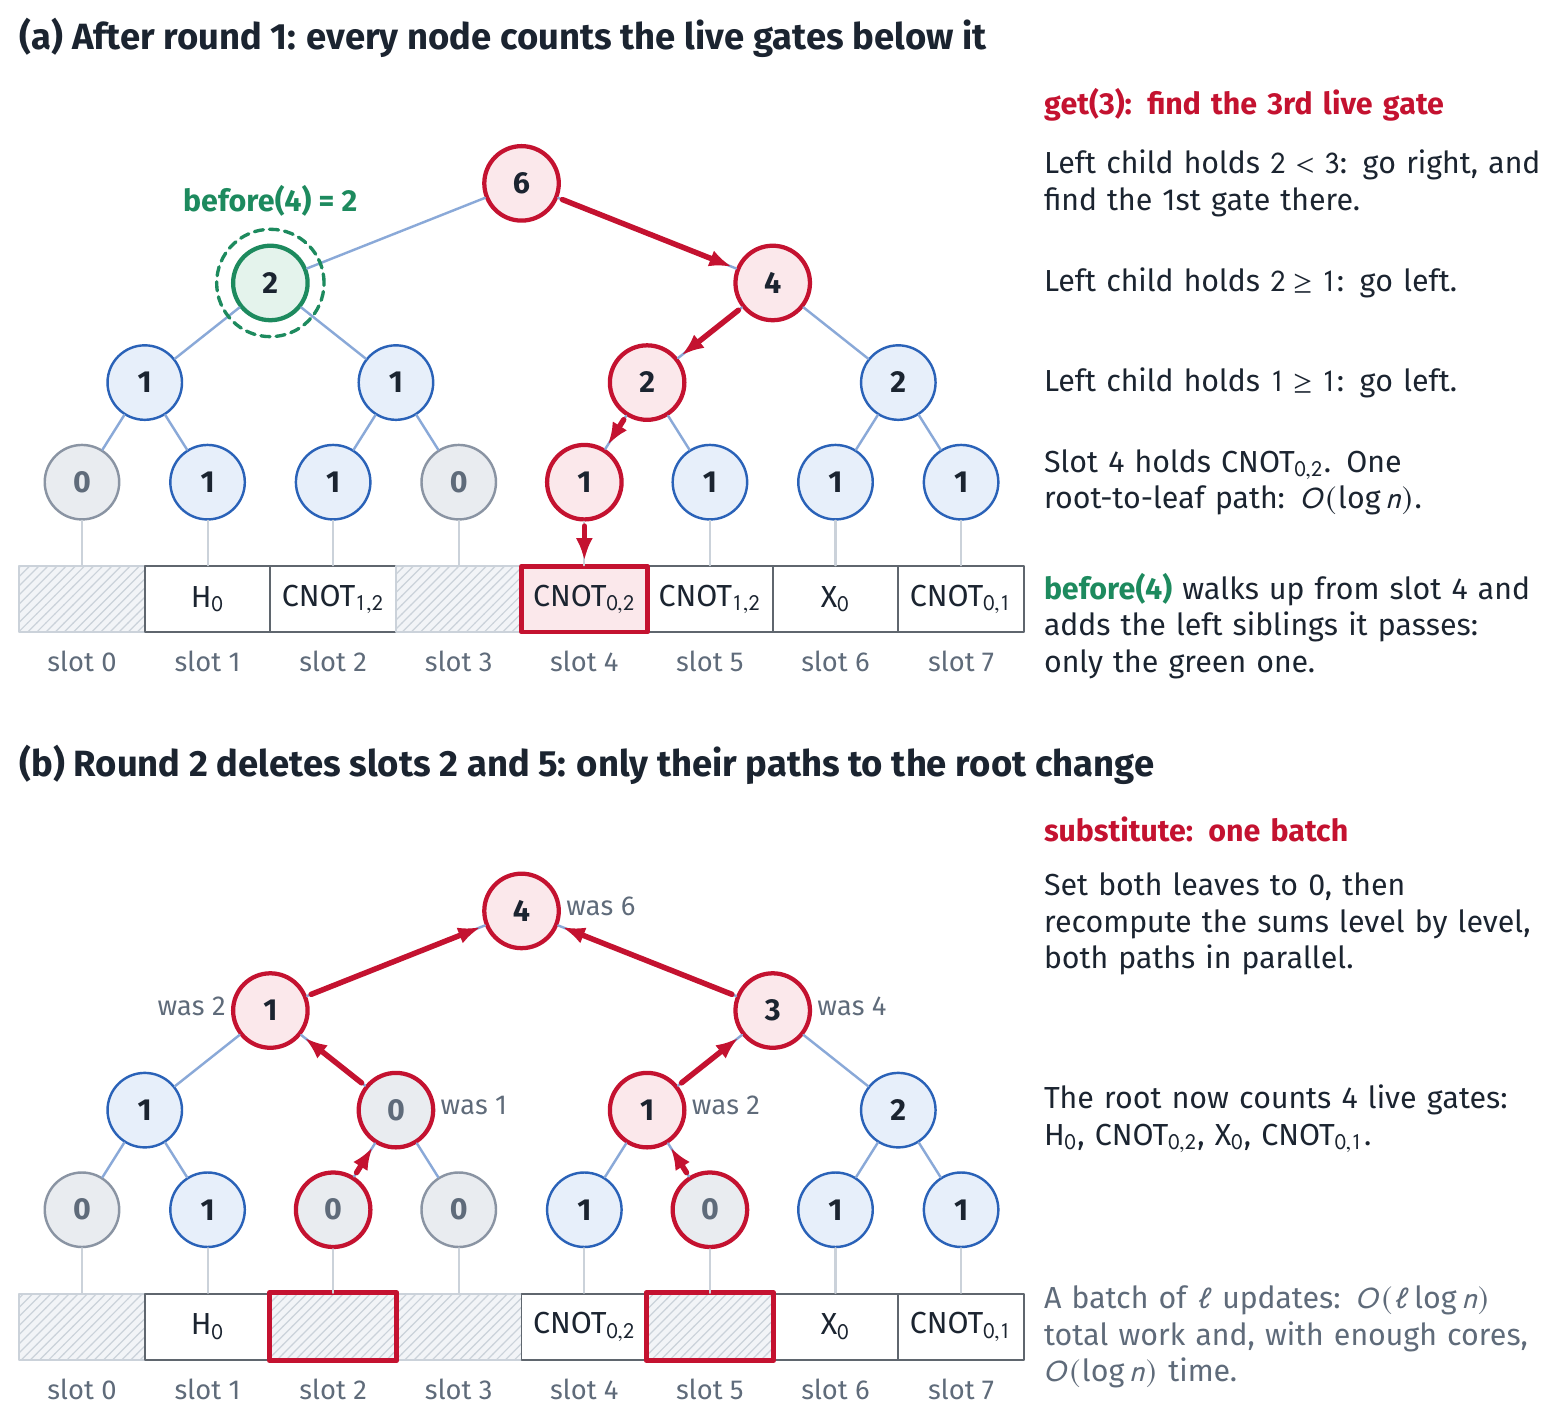 (a) After round 1: every node counts the live gates below it
get(3): find the 3rd live gate
Left child holds 2 < 3: go right, and
find the 1st gate there.
6
before(4) = 2
2
4
Left child holds 2 ≥ 1: go left.
1
1
2
2
Left child holds 1 ≥ 1: go left.
0
1
1
0
1
1
1
1
Slot 4 holds CNOT₀,₂. One
root-to-leaf path: O(log n).
H₀
CNOT₁,₂
CNOT₀,₂
CNOT₁,₂
X₀
CNOT₀,₁
slot 0
slot 1
slot 2
slot 3
slot 4
slot 5
slot 6
slot 7
before(4) walks up from slot 4 and
adds the left siblings it passes:
only the green one.
(b) Round 2 deletes slots 2 and 5: only their paths to the root change
substitute: one batch
Set both leaves to 0, then
recompute the sums level by level,
both paths in parallel.
4 was 6
was 2 1
3 was 4
1
0 was 1
1 was 2
2
The root now counts 4 live gates:
H₀, CNOT₀,₂, X₀, CNOT₀,₁.
0
1
0
0
1
0
1
1
H₀
CNOT₀,₂
X₀
CNOT₀,₁
slot 0
slot 1
slot 2
slot 3
slot 4
slot 5
slot 6
slot 7
A batch of ℓ updates: O(ℓ log n)
total work and, with enough cores,
O(log n) time.